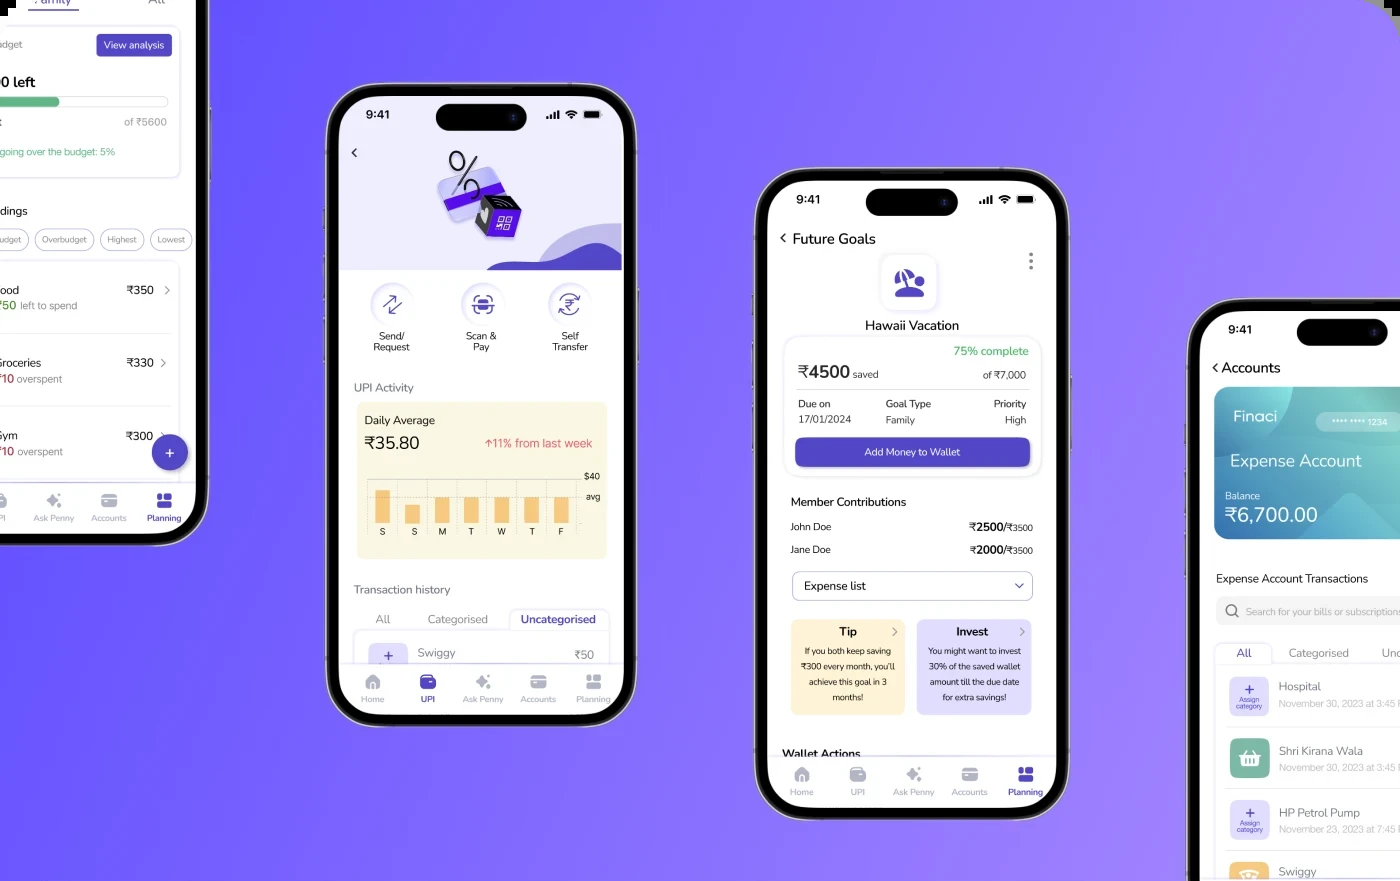 Family
All
udget
View analysis
0 left
of ₹5600
going over the budget: 5%
dings
udget
Overbudget
Highest
Lowest
ood
₹350
₹50 left to spend
Groceries
₹330
₹10 overspent
Gym
₹300
₹10 overspent
+
PI
Ask Penny
Accounts
Planning
9:41
%
Send/
Request
Scan &
Pay
Self
Transfer
UPI Activity
Daily Average
₹35.80
↑11% from last week
$40
avg
S
S
M
T
W
T
F
Transaction history
All
Categorised
Uncategorised
+
Swiggy
₹50
Home
UPI
Ask Penny
Accounts
Planning
9:41
Future Goals
Hawaii Vacation
75% complete
₹4500 saved
of ₹7,000
Due on
Goal Type
Priority
17/01/2024
Family
High
Add Money to Wallet
Member Contributions
John Doe
₹2500/₹3500
Jane Doe
₹2000/₹3500
Expense list
Tip
If you both keep saving
₹300 every month, you'll
achieve this goal in 3
months!
Invest
You might want to invest
30% of the saved wallet
amount till the due date
for extra savings!
Wallet Actions
Home
UPI
Ask Penny
Accounts
Planning
9:41
Accounts
Finaci
**** **** 1234
Expense Account
Balance
₹6,700.00
Expense Account Transactions
Search for your bills or subscriptions
All
Categorised
Unc
+
Assign
category
Hospital
November 30, 2023 at 3:45 P
Shri Kirana Wala
November 30, 2023 at 3:45 P
+
Assign
category
HP Petrol Pump
November 23, 2023 at 7:45 P
Swiggy